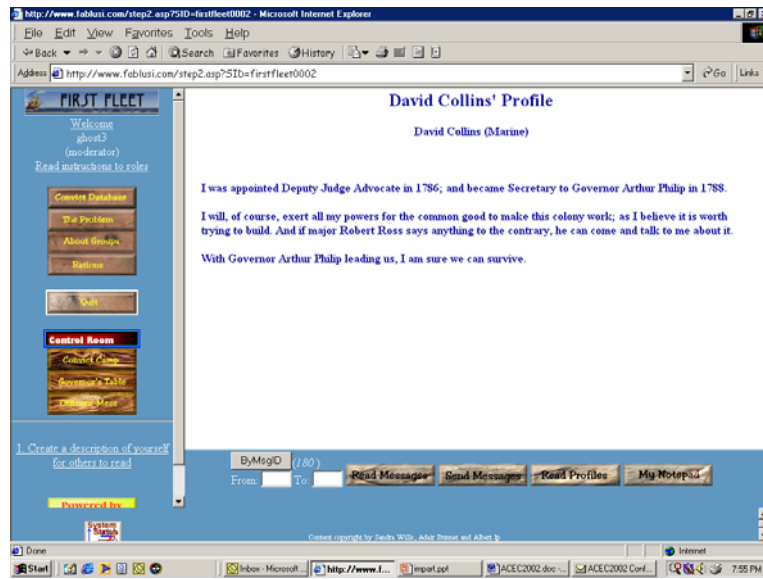 http://www.fablusi.com/step2.asp?SID=firstfleet0002 - Microsoft Internet Explorer
File Edit View Favorites Tools Help
Back Search Favorites History
Address http://www.fablusi.com/step2.asp?SID=firstfleet0002 Go Links
FIRST FLEET
Welcome
ghost3
(moderator)
Read instructions to roles
Convict Database
The Problem
About Groups
Rations
Quit
Control Room
Convict Camp
Governor's Table
Officers' Mess
1. Create a description of yourself
for others to read
Powered by
System
Status
David Collins' Profile
David Collins (Marine)
I was appointed Deputy Judge Advocate in 1786; and became Secretary to Governor Arthur Philip in 1788.
I will, of course, exert all my powers for the common good to make this colony work; as I believe it is worth
trying to build. And if major Robert Ross says anything to the contrary, he can come and talk to me about it.
With Governor Arthur Philip leading us, I am sure we can survive.
ByMsgID (180)
From: To:
Read Messages Send Messages Read Profiles My Notepad
Content copyright by Sandra Wills, Adair and Albert Ip
Done Internet
Start Inbox - Microsoft ... http://www.f... import.ppt ACEC2002.doc -... ACEC2002 Conf... 7:55 PM